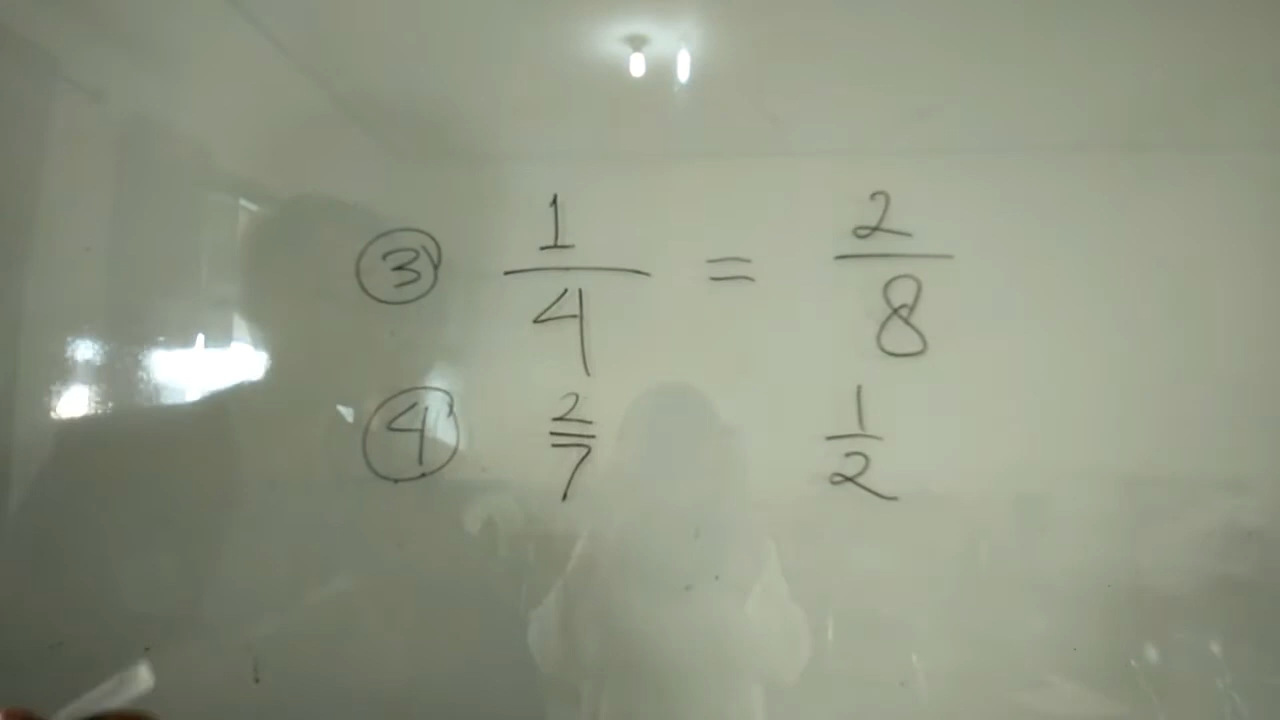 ③ 1/4 = 2/8
④ 2/7 1/2